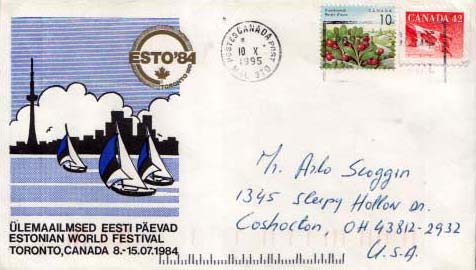 ESTO'84
TORONTO
POSTES CANADA POST
10 X
1995
CANADA
10
CANADA 42
Mr. Arlo Scoggin
1345 Sleepy Hollow Dr.
Coshocton, OH 43812-2932
U.S.A.
ÜLEMAAILMSED EESTI PÄEVAD
ESTONIAN WORLD FESTIVAL
TORONTO, CANADA 8.-15.07.1984